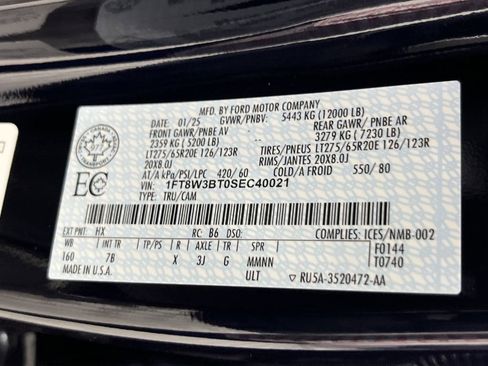 MFD. BY FORD MOTOR COMPANY
DATE: 01/25 GVWR/PNBV: 5443 KG (12000 LB)
FRONT GAWR/PNBE AV REAR GAWR / PNBE AR
2359 KG ( 5200 LB) 3279 KG ( 7230 LB)
LT275/65R20E 126/123R TIRES/PNEUS LT275/65R20E 126/123R
20X8.0J RIMS/JANTES 20X8.0J
AT/A kPa/PSI/LPC 420/60 COLD/A FROID 550/80
VIN: 1FT8W3BT0SEC40021
TYPE: TRU/CAM
EC
CANADA
TRANSPORT
EXT PNT: HX RC: B6 DSO: COMPLIES: ICES/NMB-002
WB INT TR TP/PS R AXLE TR SPR F0144
160 7B X 3J G MMNN T0740
MADE IN U.S.A. ULT RU5A-3520472-AA